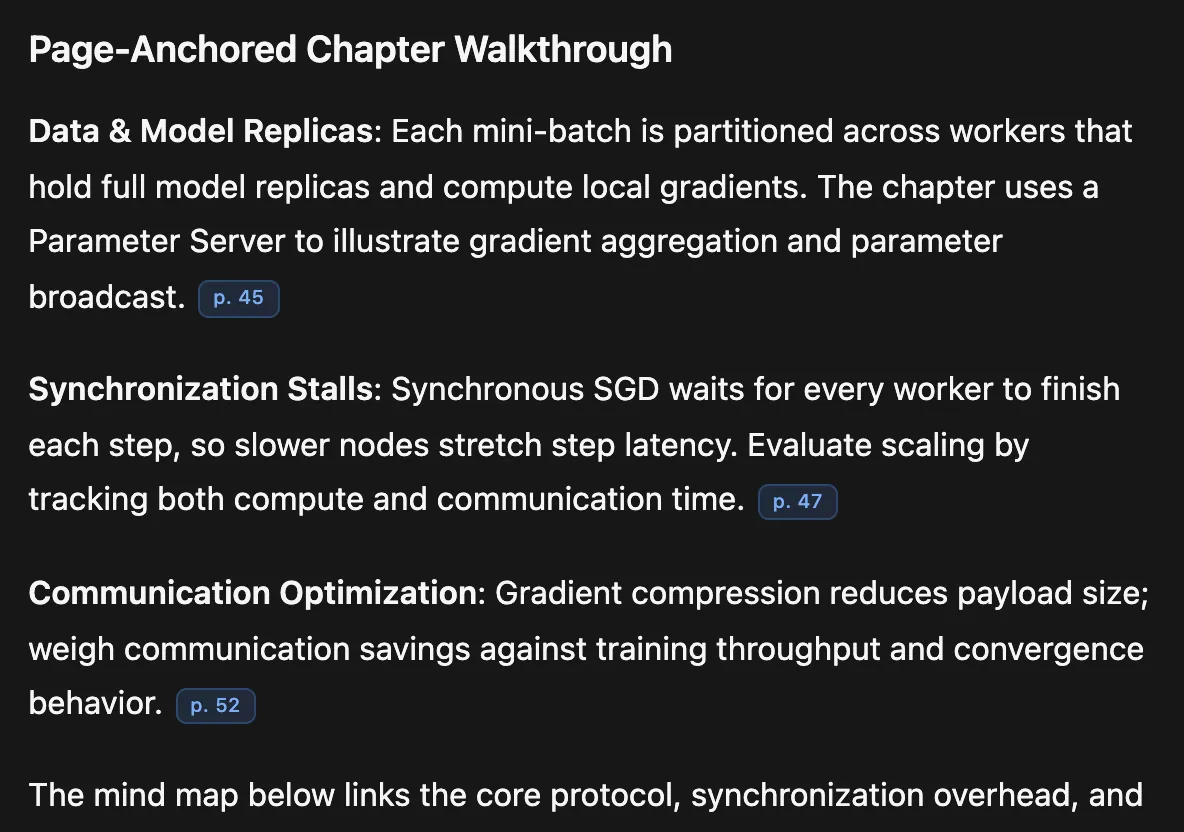 Page-Anchored Chapter Walkthrough
Data & Model Replicas: Each mini-batch is partitioned across workers that
hold full model replicas and compute local gradients. The chapter uses a
Parameter Server to illustrate gradient aggregation and parameter
broadcast. p. 45
Synchronization Stalls: Synchronous SGD waits for every worker to finish
each step, so slower nodes stretch step latency. Evaluate scaling by
tracking both compute and communication time. p. 47
Communication Optimization: Gradient compression reduces payload size;
weigh communication savings against training throughput and convergence
behavior. p. 52
The mind map below links the core protocol, synchronization overhead, and